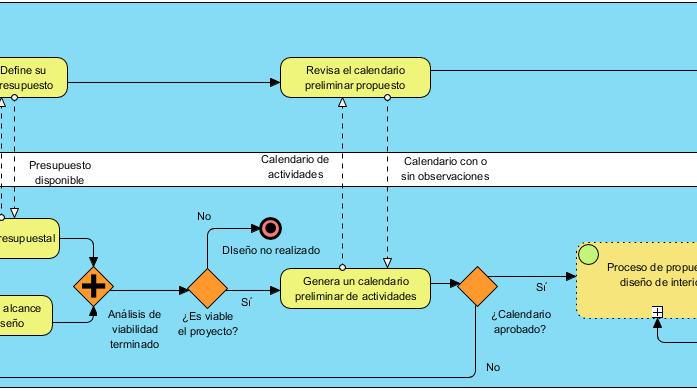 Define su
resupuesto
Revisa el calendario
preliminar propuesto
Presupuesto
disponible
Calendario de
actividades
Calendario con o
sin observaciones
resupuestal
No
DIseño no realizado
alcance
seño
Análisis de
viabilidad
terminado
¿Es viable
el proyecto?
Sí
Genera un calendario
preliminar de actividades
¿Calendario
aprobado?
Sí
Proceso de propue
diseño de interio
No